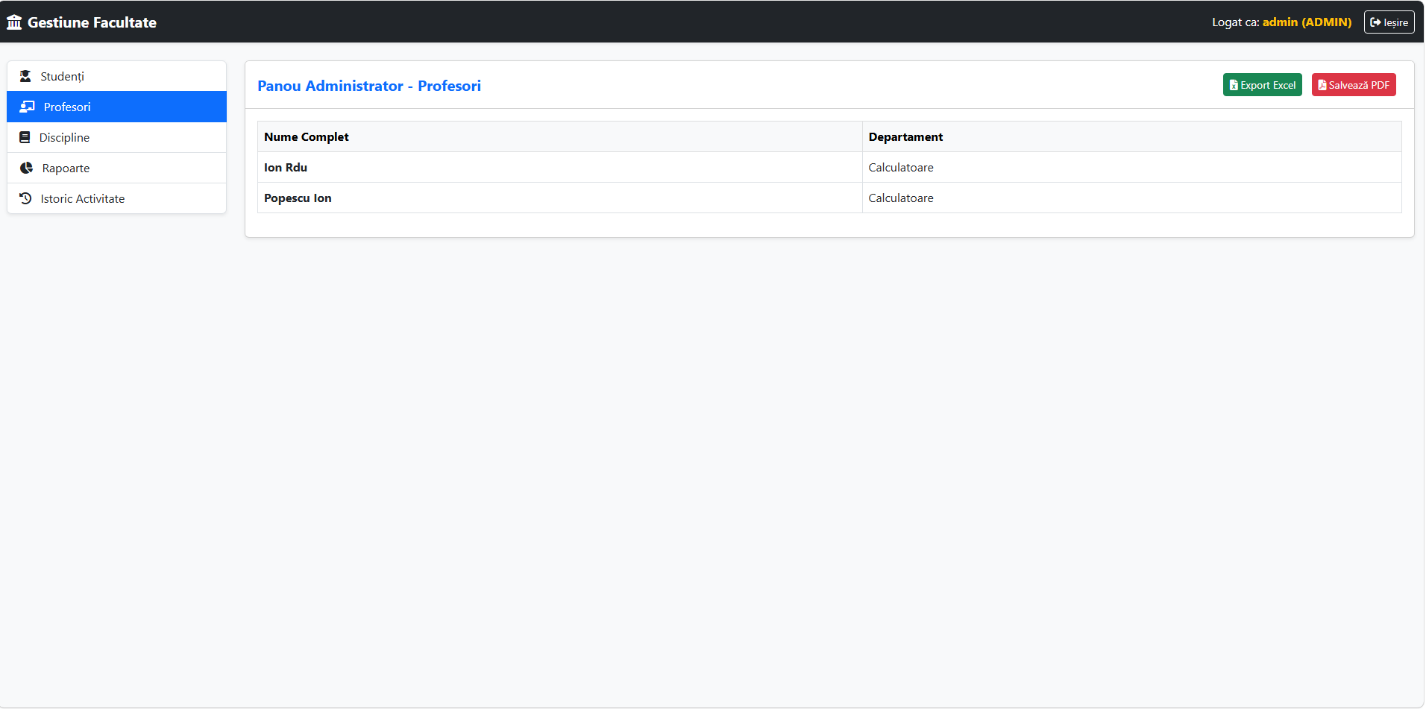 Gestiune Facultate
Logat ca: admin (ADMIN) Ieșire
Studenți
Profesori
Discipline
Rapoarte
Istoric Activitate
Panou Administrator - Profesori
Export Excel Salvează PDF
Nume Complet Departament
Ion Rdu Calculatoare
Popescu Ion Calculatoare